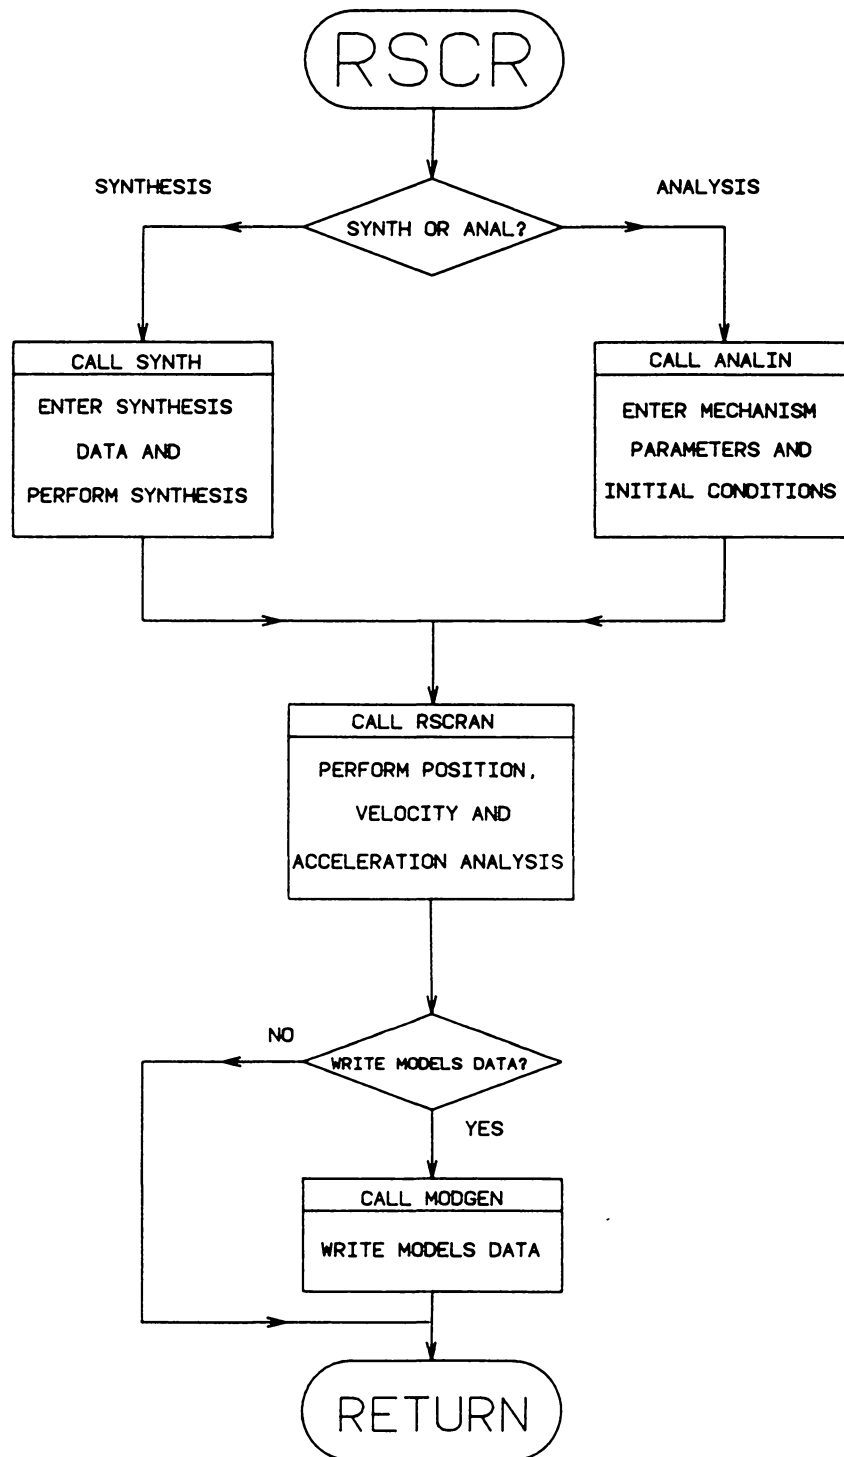 RSCR
SYNTHESIS
ANALYSIS
SYNTH OR ANAL?
CALL SYNTH
ENTER SYNTHESIS
DATA AND
PERFORM SYNTHESIS
CALL ANALIN
ENTER MECHANISM
PARAMETERS AND
INITIAL CONDITIONS
CALL RSCRAN
PERFORM POSITION,
VELOCITY AND
ACCELERATION ANALYSIS
NO
WRITE MODELS DATA?
YES
CALL MODGEN
WRITE MODELS DATA
RETURN